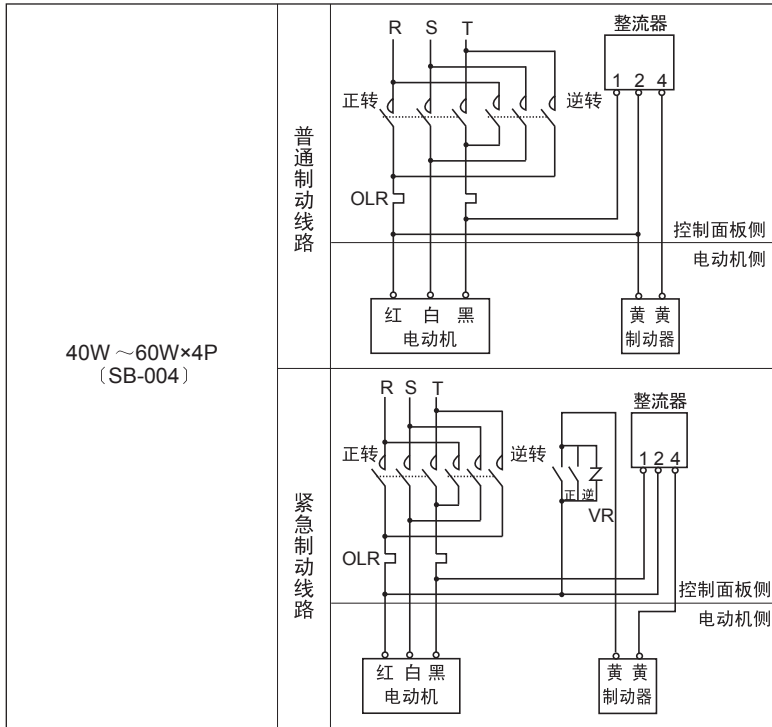 40W ～60W×4P
〔SB-004〕
普通制动线路
R S T
整流器
1 2 4
正转
逆转
OLR
控制面板侧
电动机侧
红 白 黑
电动机
黄 黄
制动器
紧急制动线路
R S T
整流器
1 2 4
正转
逆转
正 逆
VR
OLR
控制面板侧
电动机侧
红 白 黑
电动机
黄 黄
制动器